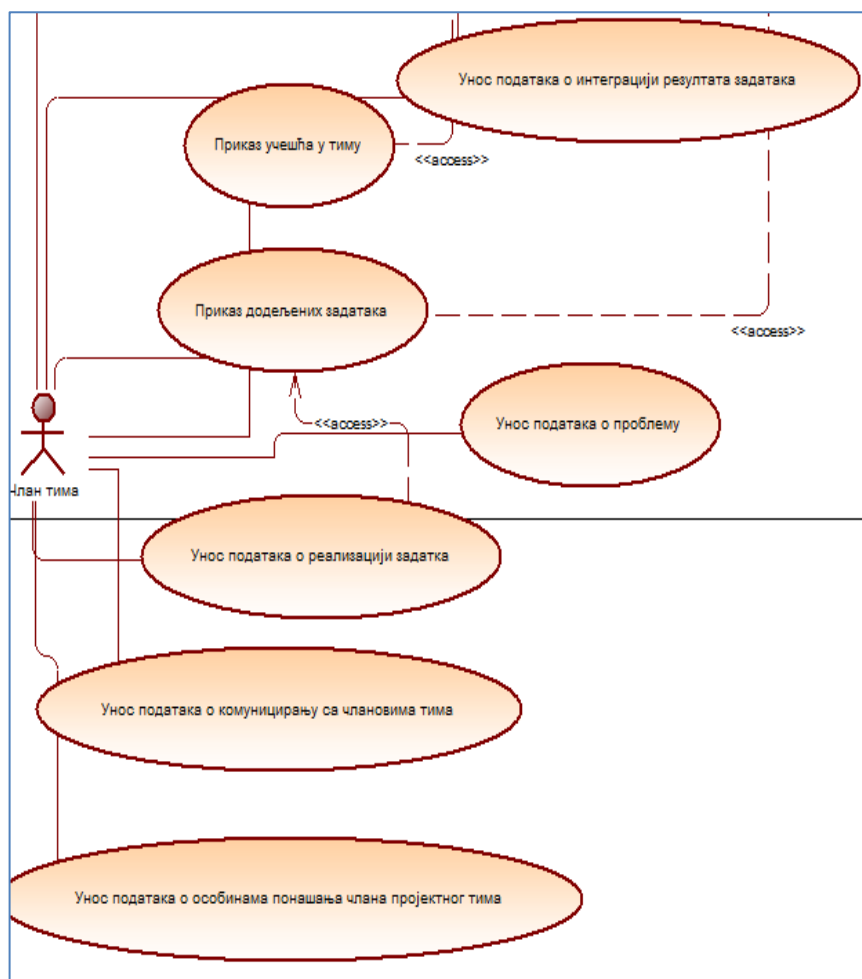 Унос података о интеграцији резултата задатака
Приказ учешћа у тиму
<<access>>
Приказ додељених задатака
<<access>>
<<access>>
Унос података о проблему
Члан тима
Унос података о реализацији задатка
Унос података о комуницирању са члановима тима
Унос података о особинама понашања члана пројектног тима